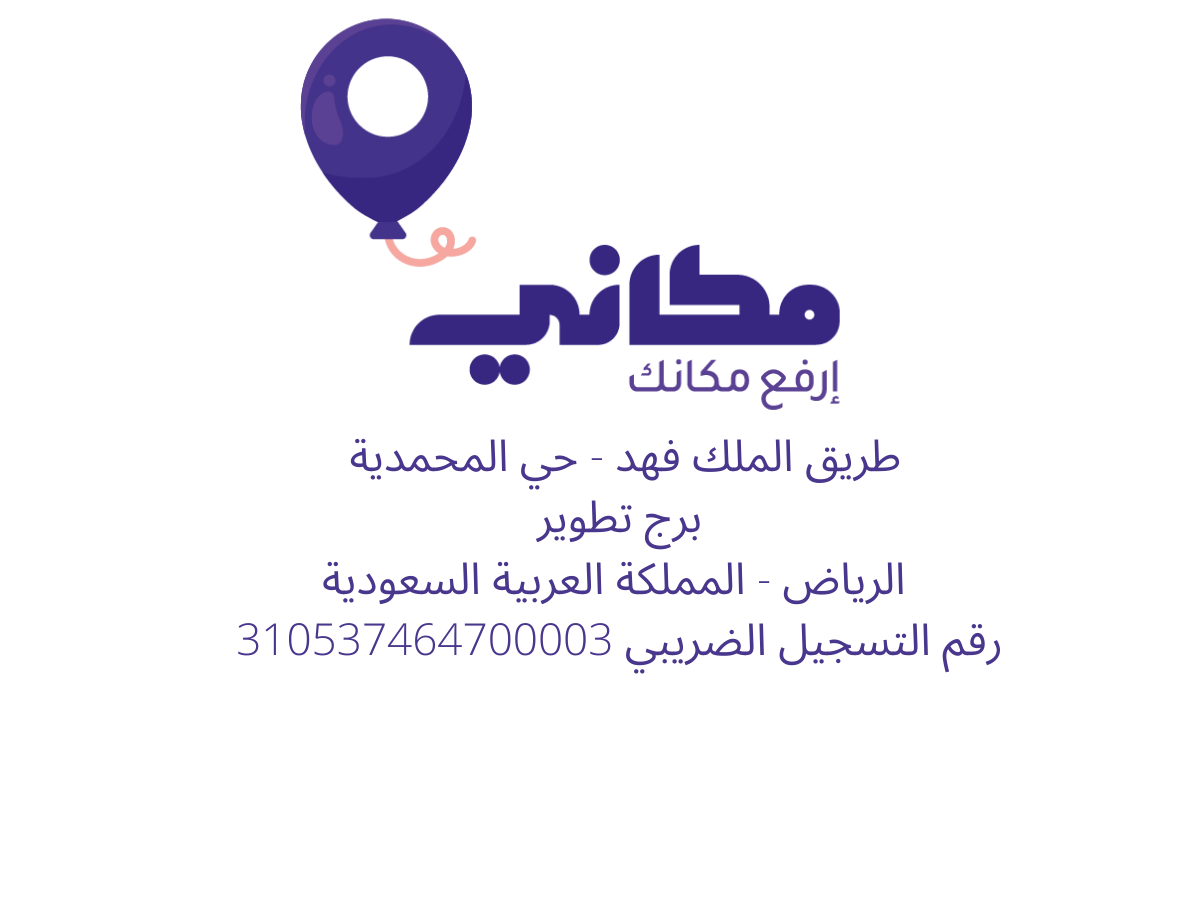 مكاني
إرفع مكانك
طريق الملك فهد - حي المحمدية
برج تطوير
الرياض - المملكة العربية السعودية
رقم التسجيل الضريبي 310537464700003